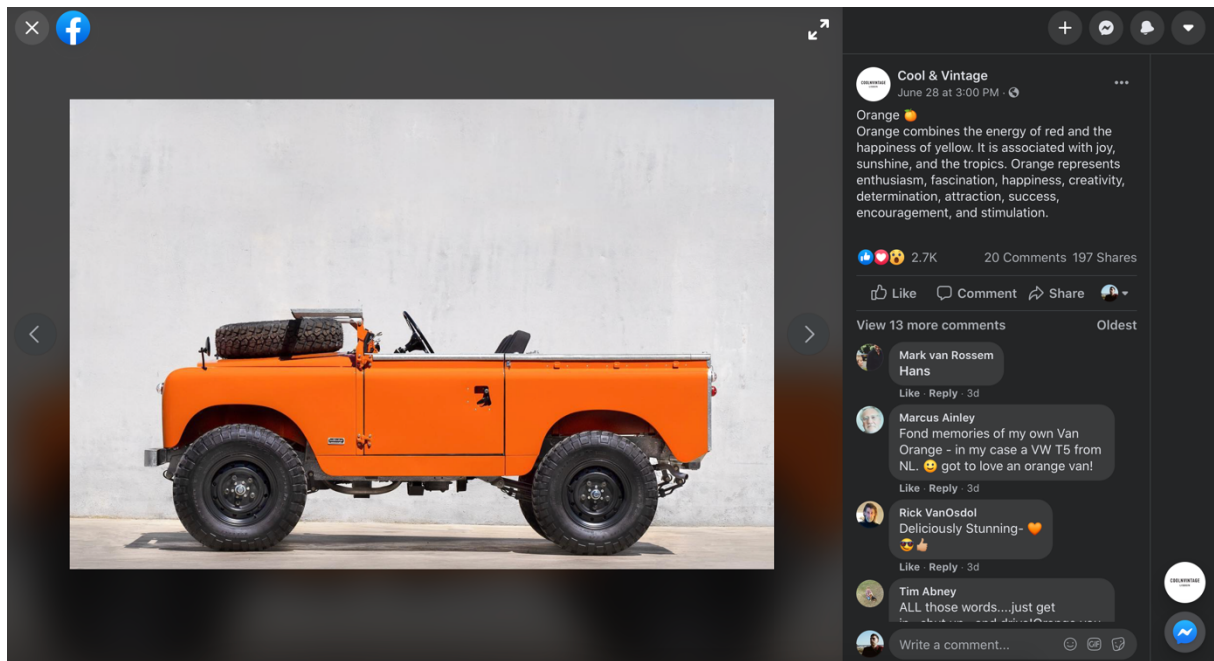 Cool & Vintage
June 28 at 3:00 PM ·
Orange 🍊
Orange combines the energy of red and the
happiness of yellow. It is associated with joy,
sunshine, and the tropics. Orange represents
enthusiasm, fascination, happiness, creativity,
determination, attraction, success,
encouragement, and stimulation.
2.7K 20 Comments 197 Shares
Like Comment Share
View 13 more comments Oldest
Mark van Rossem
Hans
Like · Reply · 3d
Marcus Ainley
Fond memories of my own Van
Orange - in my case a VW T5 from
NL. 😀 got to love an orange van!
Like · Reply · 3d
Rick VanOsdol
Deliciously Stunning- 🧡
😎👍🏼
Like · Reply · 3d
Tim Abney
ALL those words....just get
Write a comment...
GIF
COOL&VINTAGE